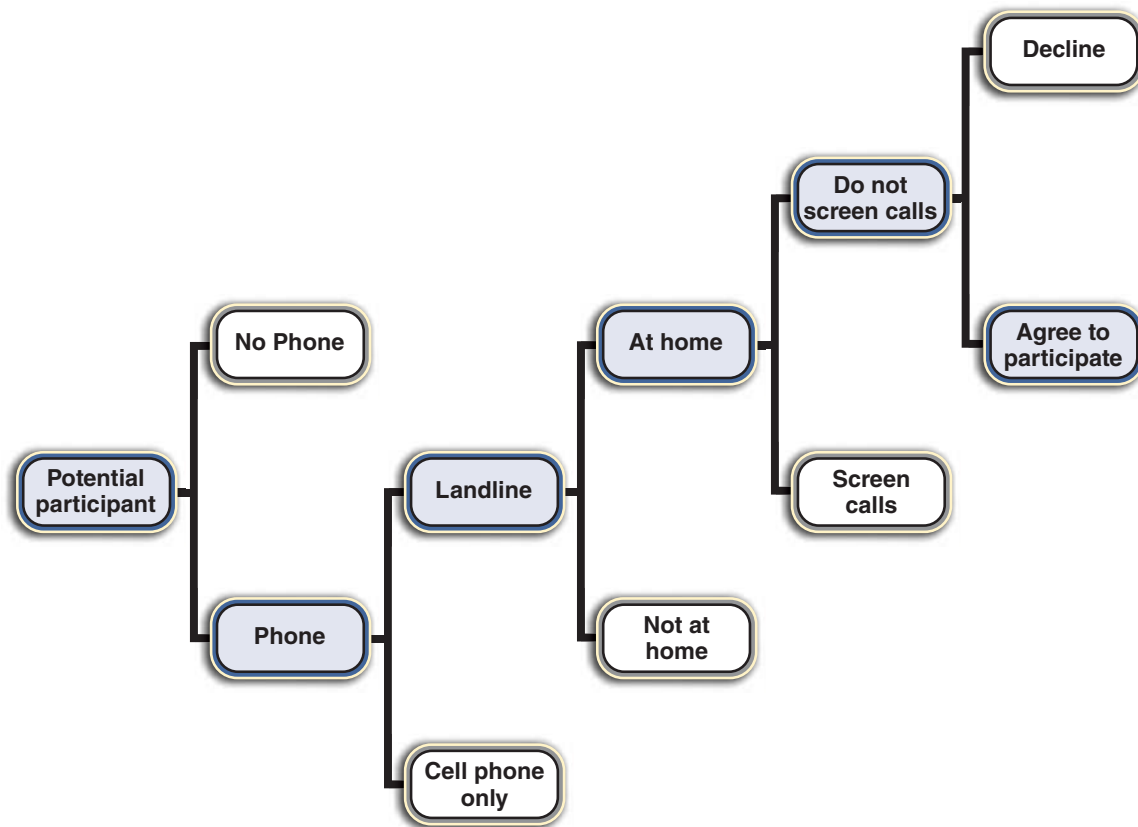 Decline
Do not
screen calls
No Phone
At home
Agree to
participate
Potential
participant
Landline
Screen
calls
Phone
Not at
home
Cell phone
only